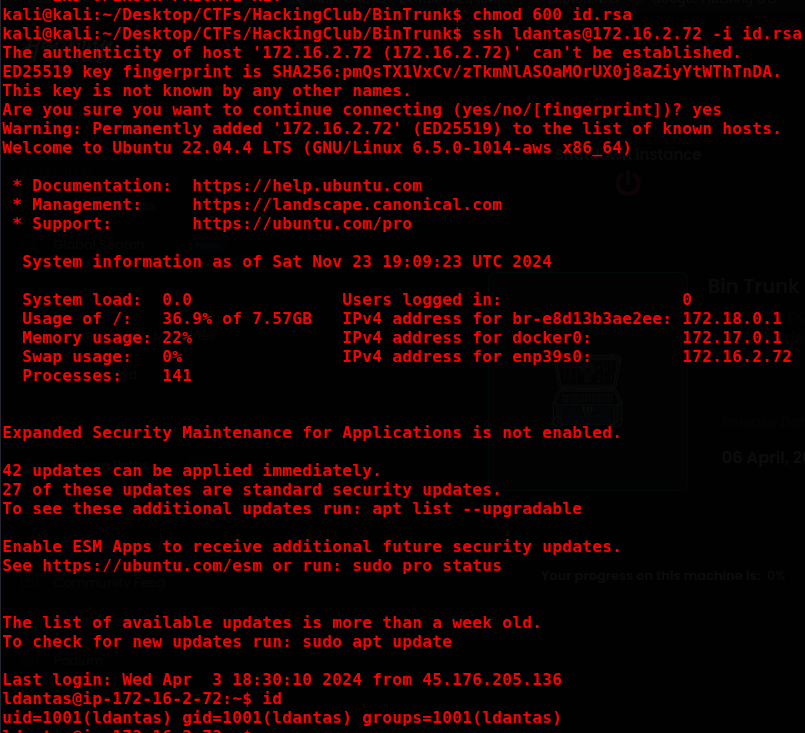 kali@kali:~/Desktop/CTFs/HackingClub/BinTrunk$ chmod 600 id.rsa
kali@kali:~/Desktop/CTFs/HackingClub/BinTrunk$ ssh ldantas@172.16.2.72 -i id.rsa
The authenticity of host '172.16.2.72 (172.16.2.72)' can't be established.
ED25519 key fingerprint is SHA256:pmQsTX1VxCv/zTkmNlASOaMOrUX0j8aZiyYtWThTnDA.
This key is not known by any other names.
Are you sure you want to continue connecting (yes/no/[fingerprint])? yes
Warning: Permanently added '172.16.2.72' (ED25519) to the list of known hosts.
Welcome to Ubuntu 22.04.4 LTS (GNU/Linux 6.5.0-1014-aws x86_64)
Instance
* Documentation:  https://help.ubuntu.com
* Management:     https://landscape.canonical.com
* Support:        https://ubuntu.com/pro
System information as of Sat Nov 23 19:09:23 UTC 2024
Bin Trunk
System load:  0.0               Users logged in:                  0
Usage of /:   36.9% of 7.57GB   IPv4 address for br-e8d13b3ae2ee: 172.18.0.1
Memory usage: 22%               IPv4 address for docker0:         172.17.0.1
Swap usage:   0%                IPv4 address for enp39s0:         172.16.2.72
Processes:    141
Expanded Security Maintenance for Applications is not enabled.
06 April, 2
42 updates can be applied immediately.
27 of these updates are standard security updates.
To see these additional updates run: apt list --upgradable
Enable ESM Apps to receive additional future security updates.
See https://ubuntu.com/esm or run: sudo pro status
Your progress on this machine is: 0%
The list of available updates is more than a week old.
To check for new updates run: sudo apt update
Podium
Last login: Wed Apr  3 18:30:10 2024 from 45.176.205.136
ldantas@ip-172-16-2-72:~$ id
uid=1001(ldantas) gid=1001(ldantas) groups=1001(ldantas)